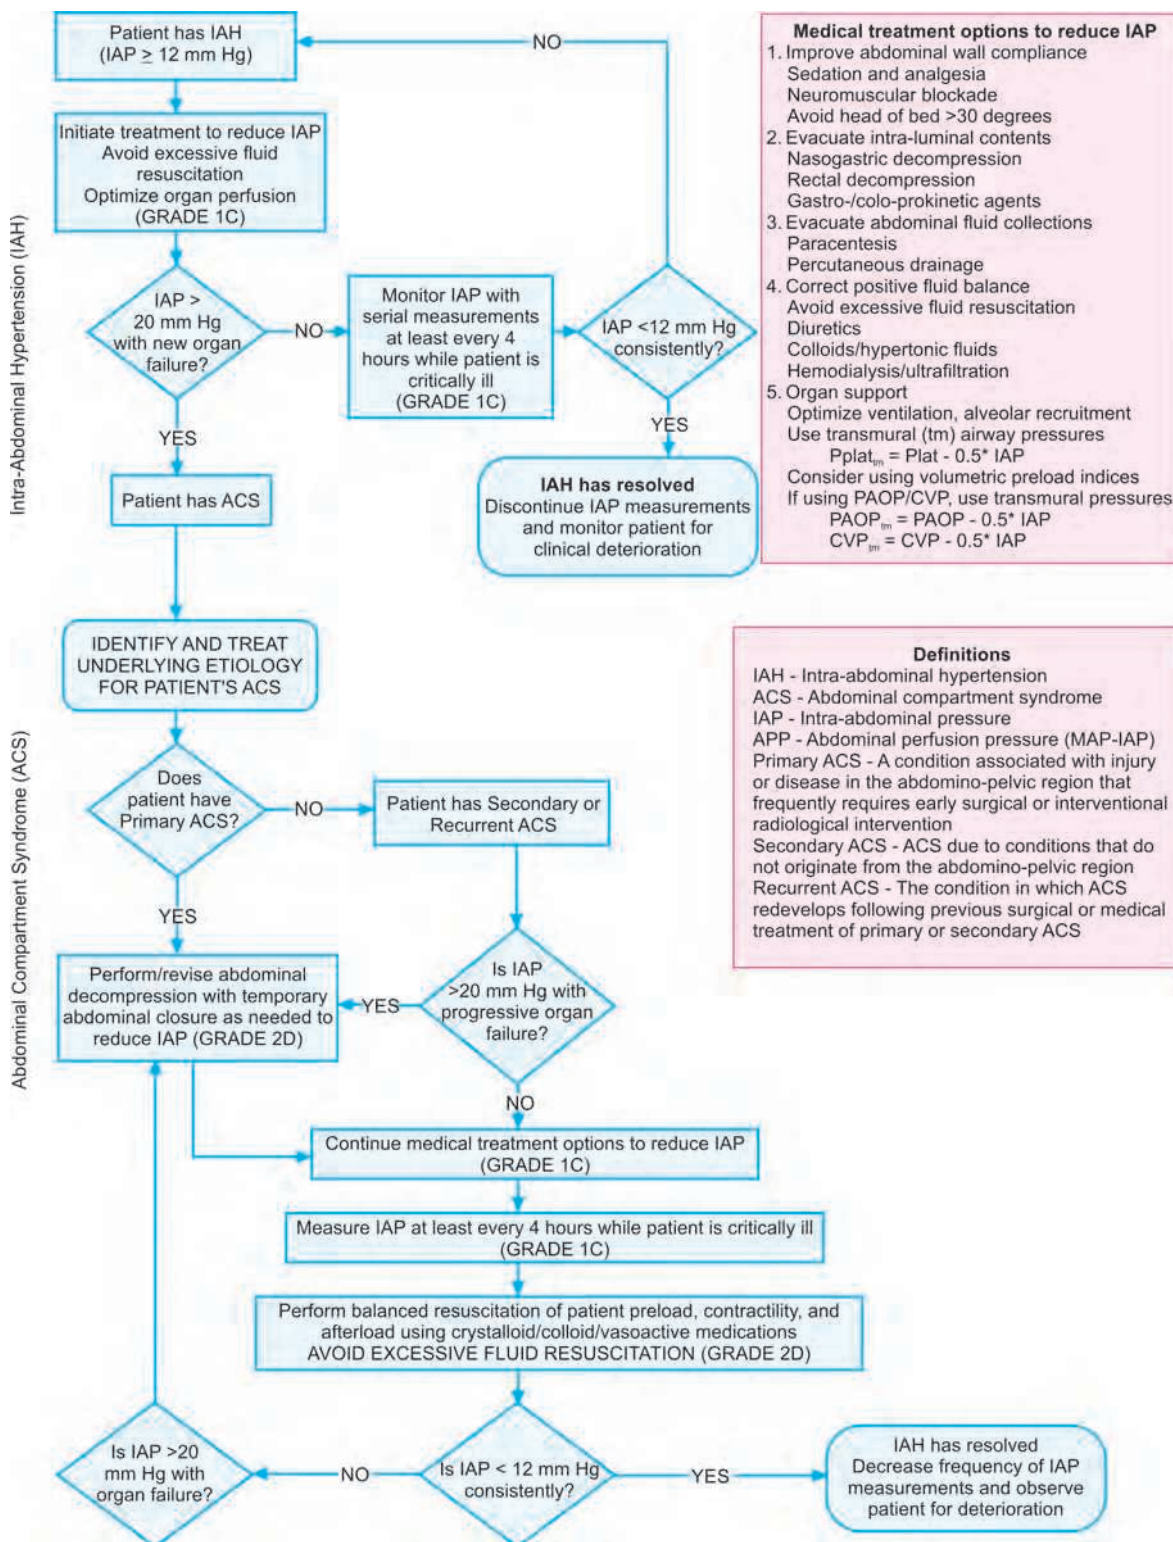 Intra-Abdominal Hypertension (IAH)
Patient has IAH
(IAP ≥ 12 mm Hg)
NO
Initiate treatment to reduce IAP
Avoid excessive fluid
resuscitation
Optimize organ perfusion
(GRADE 1C)
IAP >
20 mm Hg
with new organ
failure?
NO
Monitor IAP with
serial measurements
at least every 4
hours while patient is
critically ill
(GRADE 1C)
IAP <12 mm Hg
consistently?
YES
YES
Patient has ACS
IAH has resolved
Discontinue IAP measurements
and monitor patient for
clinical deterioration
Medical treatment options to reduce IAP
1. Improve abdominal wall compliance
Sedation and analgesia
Neuromuscular blockade
Avoid head of bed >30 degrees
2. Evacuate intra-luminal contents
Nasogastric decompression
Rectal decompression
Gastro-/colo-prokinetic agents
3. Evacuate abdominal fluid collections
Paracentesis
Percutaneous drainage
4. Correct positive fluid balance
Avoid excessive fluid resuscitation
Diuretics
Colloids/hypertonic fluids
Hemodialysis/ultrafiltration
5. Organ support
Optimize ventilation, alveolar recruitment
Use transmural (tm) airway pressures
Pplat tm = Plat - 0.5* IAP
Consider using volumetric preload indices
If using PAOP/CVP, use transmural pressures
PAOP tm = PAOP - 0.5* IAP
CVP tm = CVP - 0.5* IAP
Abdominal Compartment Syndrome (ACS)
IDENTIFY AND TREAT
UNDERLYING ETIOLOGY
FOR PATIENT'S ACS
Does
patient have
Primary ACS?
NO
Patient has Secondary or
Recurrent ACS
YES
Perform/revise abdominal
decompression with temporary
abdominal closure as needed to
reduce IAP (GRADE 2D)
YES
Is IAP
>20 mm Hg with
progressive organ
failure?
NO
Definitions
IAH - Intra-abdominal hypertension
ACS - Abdominal compartment syndrome
IAP - Intra-abdominal pressure
APP - Abdominal perfusion pressure (MAP-IAP)
Primary ACS - A condition associated with injury
or disease in the abdomino-pelvic region that
frequently requires early surgical or interventional
radiological intervention
Secondary ACS - ACS due to conditions that do
not originate from the abdomino-pelvic region
Recurrent ACS - The condition in which ACS
redevelops following previous surgical or medical
treatment of primary or secondary ACS
Continue medical treatment options to reduce IAP
(GRADE 1C)
Measure IAP at least every 4 hours while patient is critically ill
(GRADE 1C)
Perform balanced resuscitation of patient preload, contractility, and
afterload using crystalloid/colloid/vasoactive medications
AVOID EXCESSIVE FLUID RESUSCITATION (GRADE 2D)
Is IAP >20
mm Hg with
organ failure?
NO
Is IAP < 12 mm Hg
consistently?
YES
IAH has resolved
Decrease frequency of IAP
measurements and observe
patient for deterioration